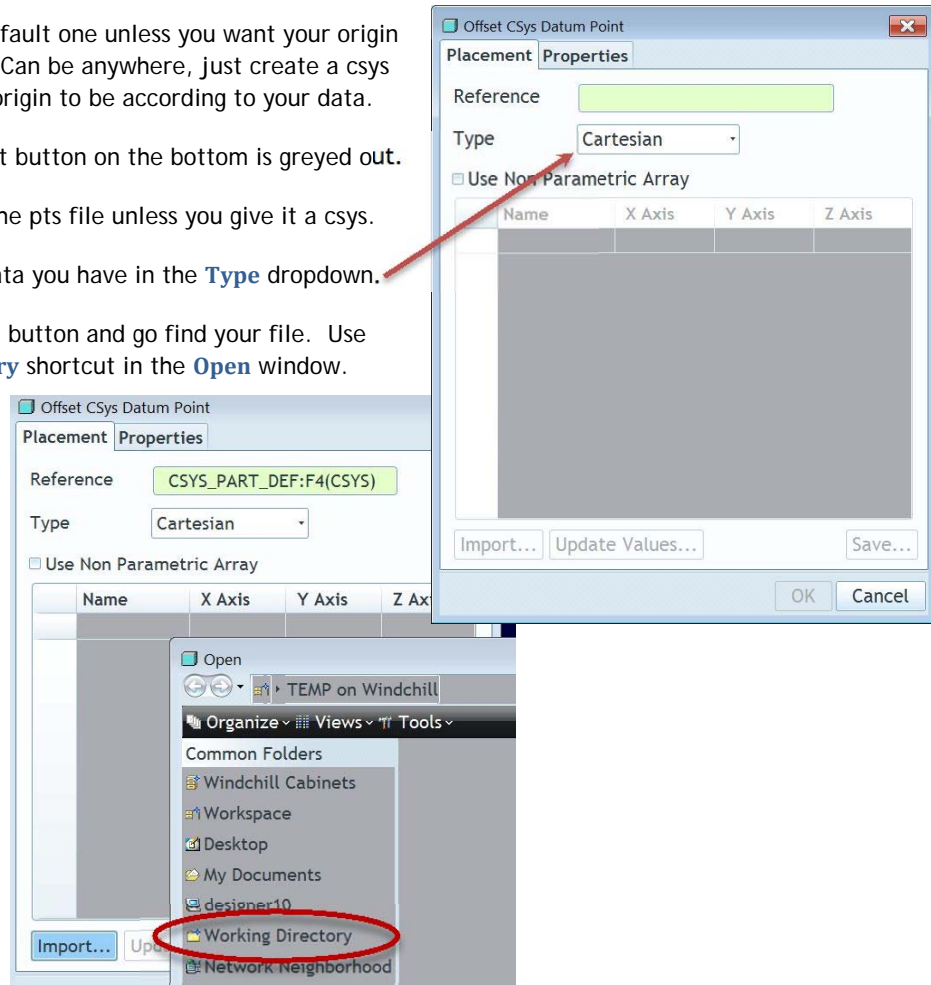 fault one unless you want your origin
Can be anywhere, just create a csys
origin to be according to your data.
t button on the bottom is greyed out.
he pts file unless you give it a csys.
ata you have in the Type dropdown.
button and go find your file. Use
ry shortcut in the Open window.
Offset CSys Datum Point
Placement Properties
Reference
Type Cartesian
Use Non Parametric Array
Name X Axis Y Axis Z Axis
Import... Update Values... Save...
OK Cancel
Offset CSys Datum Point
Placement Properties
Reference CSYS_PART_DEF:F4(CSYS)
Type Cartesian
Use Non Parametric Array
Name X Axis Y Axis Z Ax
Import... Upd
Open
TEMP on Windchill
Organize Views Tools
Common Folders
Windchill Cabinets
Workspace
Desktop
My Documents
designer10
Working Directory
Network Neighborhood